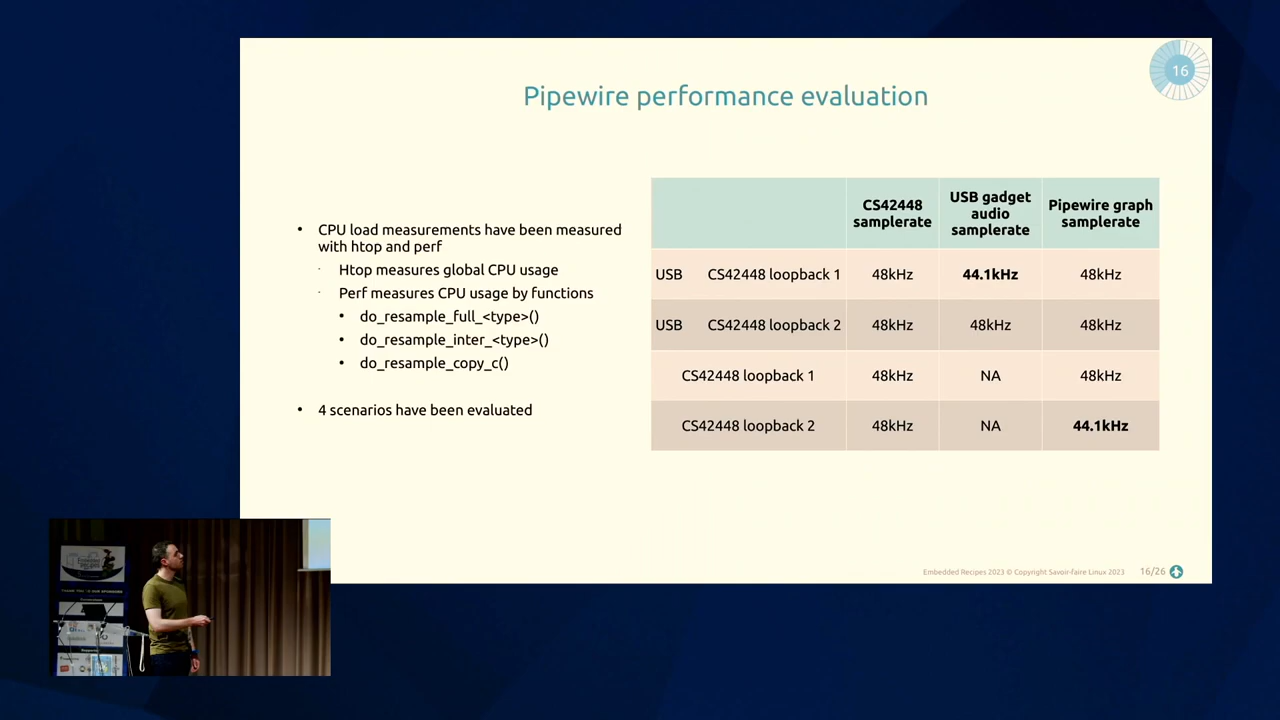 16
Pipewire performance evaluation
• CPU load measurements have been measured
with htop and perf
· Htop measures global CPU usage
· Perf measures CPU usage by functions
• do_resample_full_<type>()
• do_resample_inter_<type>()
• do_resample_copy_c()
• 4 scenarios have been evaluated
CS42448 samplerate USB gadget audio samplerate Pipewire graph samplerate
USB CS42448 loopback 1 48kHz 44.1kHz 48kHz
USB CS42448 loopback 2 48kHz 48kHz 48kHz
CS42448 loopback 1 48kHz NA 48kHz
CS42448 loopback 2 48kHz NA 44.1kHz
Embedded Recipes 2023 © Copyright Savoir-faire Linux 2023 16/26